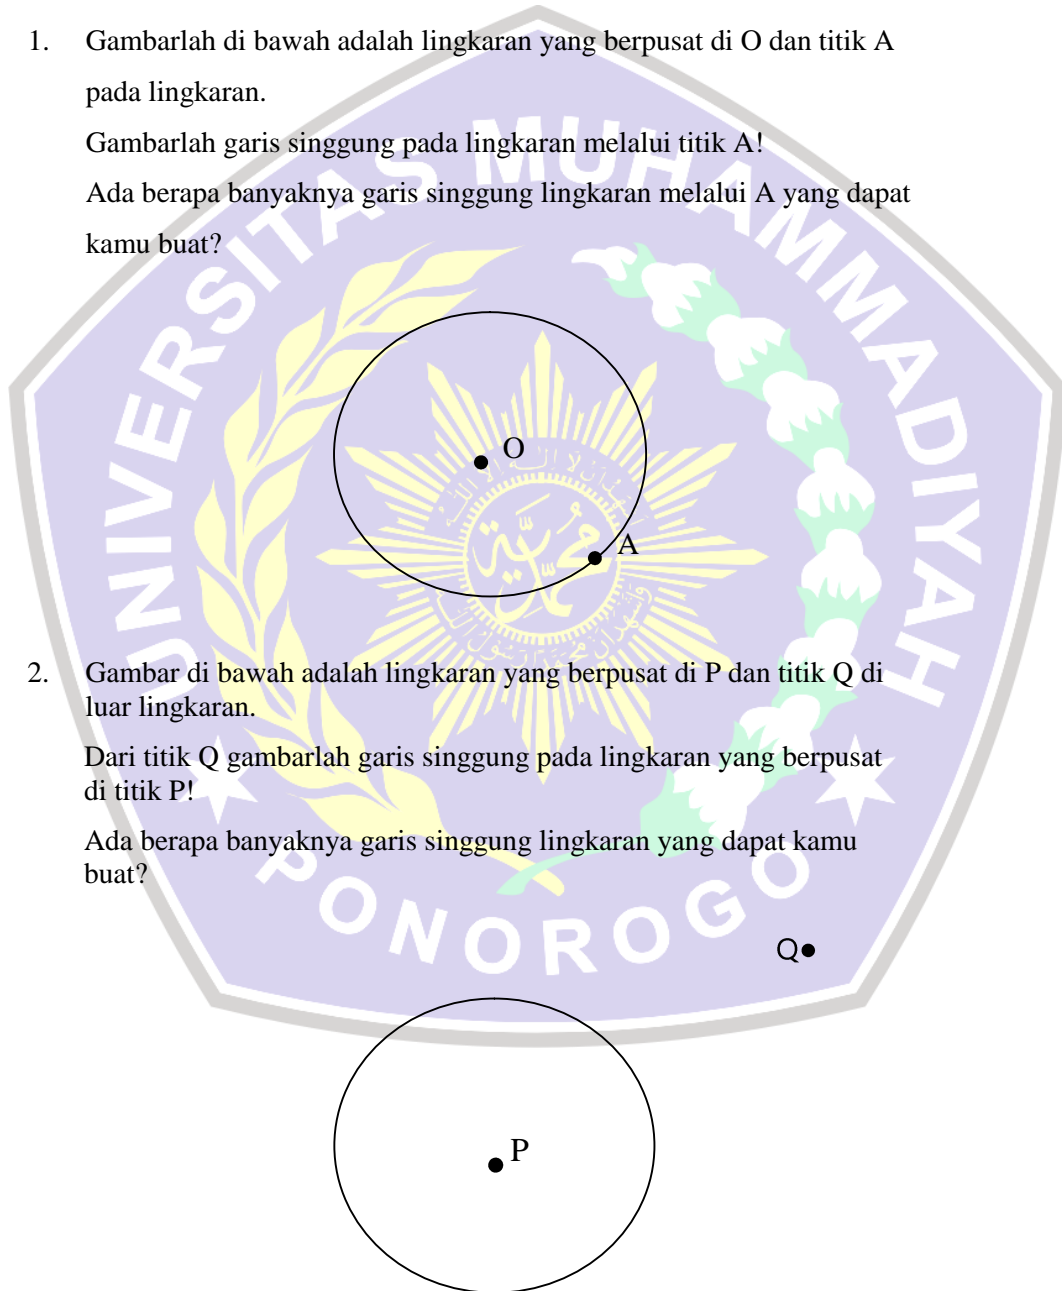 1. Gambarlah di bawah adalah lingkaran yang berpusat di O dan titik A
pada lingkaran.
Gambarlah garis singgung pada lingkaran melalui titik A!
Ada berapa banyaknya garis singgung lingkaran melalui A yang dapat
kamu buat?
UNIVERSITAS MUHAMMADIYAH
O
A
2. Gambar di bawah adalah lingkaran yang berpusat di P dan titik Q di
luar lingkaran.
Dari titik Q gambarlah garis singgung pada lingkaran yang berpusat
di titik P!
Ada berapa banyaknya garis singgung lingkaran yang dapat kamu
buat?
PONOROGO
Q
P